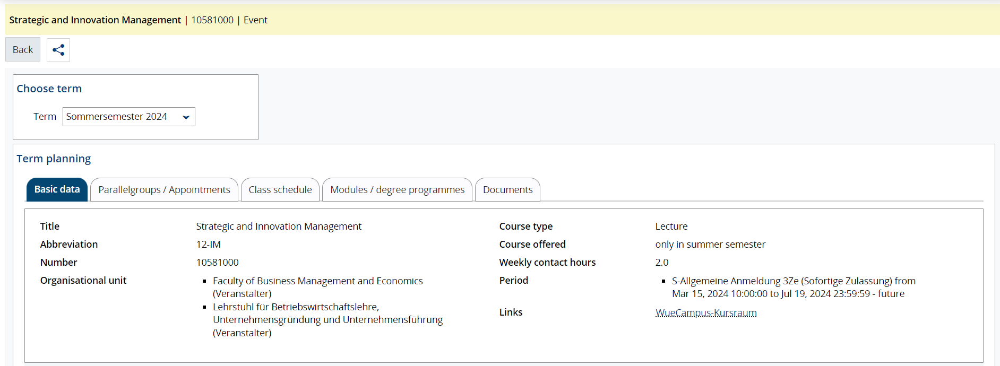 Strategic and Innovation Management | 10581000 | Event
Back
Choose term
Term Sommersemester 2024
Term planning
Basic data Parallelgroups / Appointments Class schedule Modules / degree programmes Documents
Title Strategic and Innovation Management
Abbreviation 12-IM
Number 10581000
Organisational unit
▪ Faculty of Business Management and Economics
(Veranstalter)
▪ Lehrstuhl für Betriebswirtschaftslehre,
Unternehmensgründung und Unternehmensführung
(Veranstalter)
Course type Lecture
Course offered only in summer semester
Weekly contact hours 2.0
Period
▪ S-Allgemeine Anmeldung 3Ze (Sofortige Zulassung) from
Mar 15, 2024 10:00:00 to Jul 19, 2024 23:59:59 - future
Links WueCampus-Kursraum